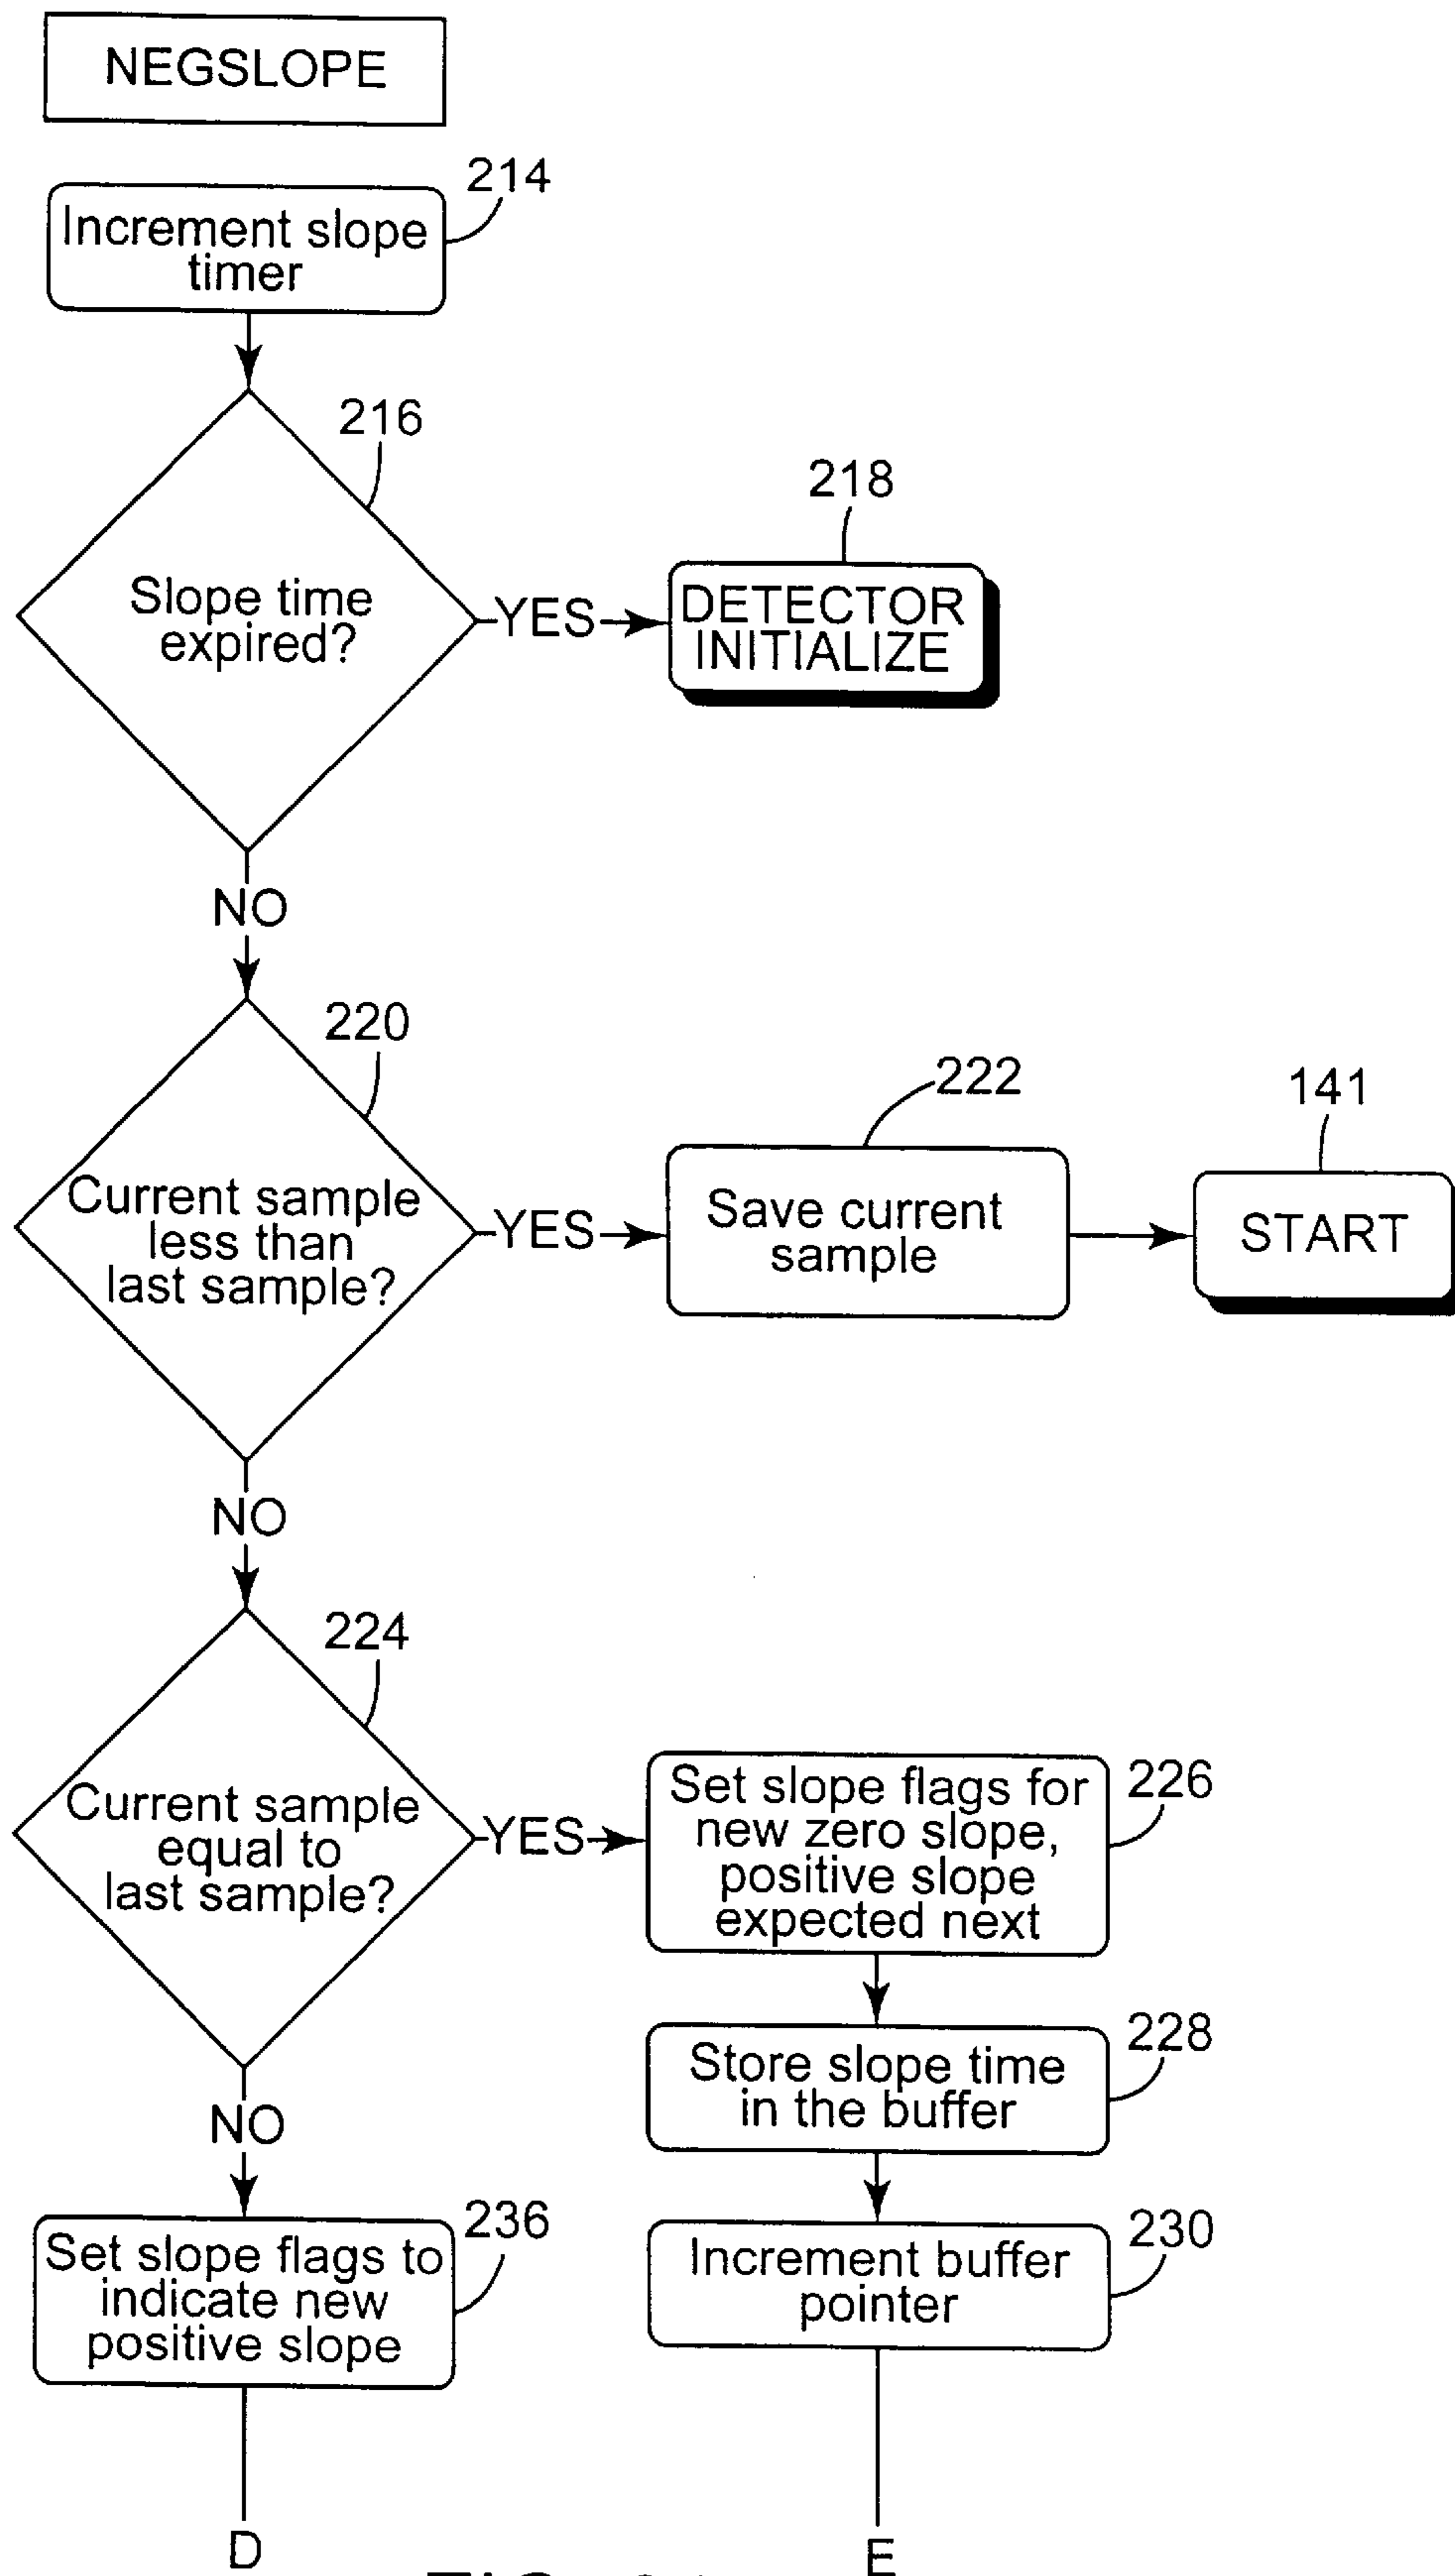 NEGSLOPE
214
Increment slope
timer
216
Slope time
expired?
YES
218
DETECTOR
INITIALIZE
NO
220
Current sample
less than
last sample?
YES
222
Save current
sample
141
START
NO
224
Current sample
equal to
last sample?
YES
226
Set slope flags for
new zero slope,
positive slope
expected next
228
Store slope time
in the buffer
NO
236
Set slope flags to
indicate new
positive slope
230
Increment buffer
pointer
D
E